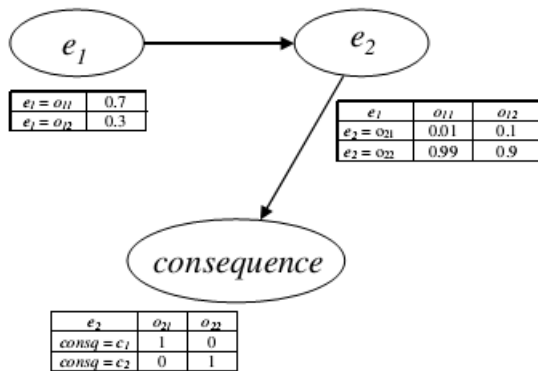 e1
e2
e1 = o11 0.7
e1 = o12 0.3
e1 o11 o12
e2 = o21 0.01 0.1
e2 = o22 0.99 0.9
consequence
e2 o21 o22
consq = c1 1 0
consq = c2 0 1